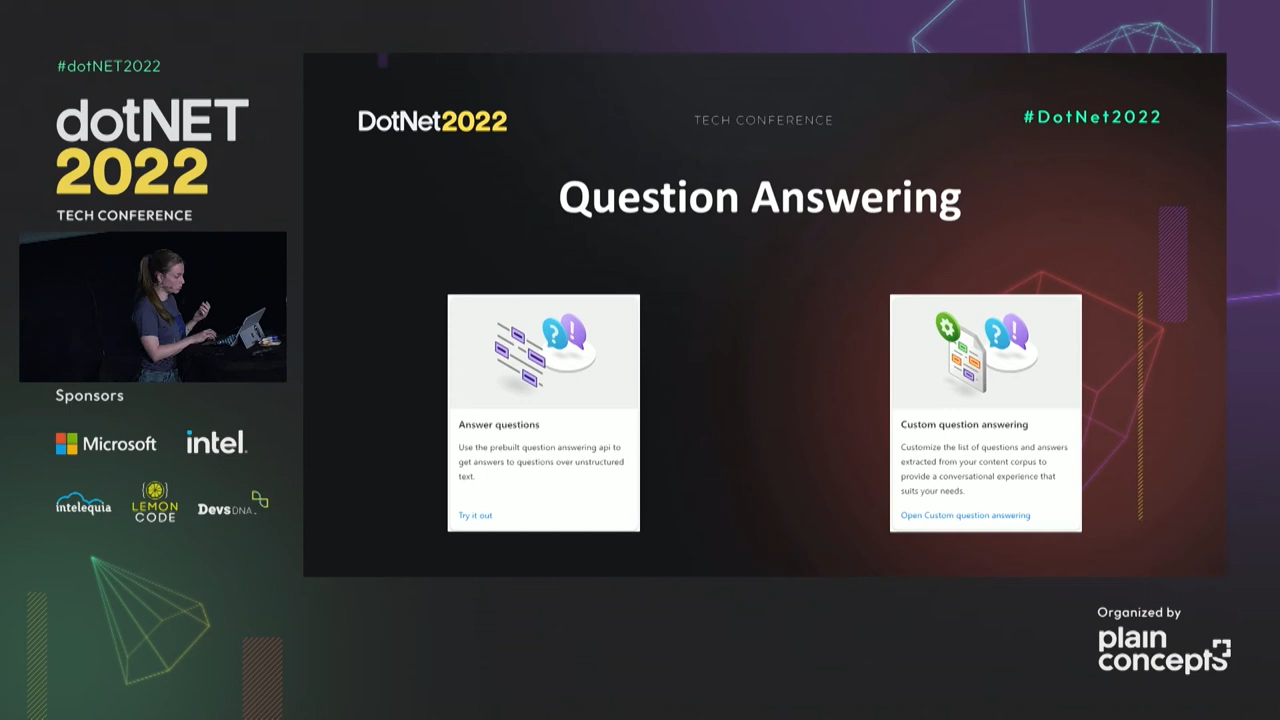 #dotNET2022
dotNET
2022
TECH CONFERENCE
Sponsors
Microsoft
intel.
intelequia
LEMON
CODE
DevsDNA
DotNet2022
TECH CONFERENCE
#DotNet2022
Question Answering
Answer questions
Use the prebuilt question answering api to
get answers to questions over unstructured
text.
Try it out
Custom question answering
Customize the list of questions and answers
extracted from your content corpus to
provide a conversational experience that
suits your needs.
Open Custom question answering
Organized by
plain
concepts